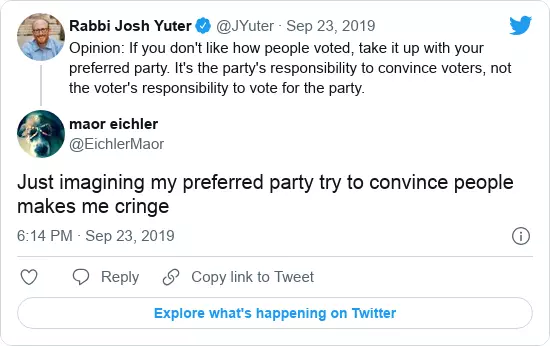 Rabbi Josh Yuter @JYuter · Sep 23, 2019
Opinion: If you don't like how people voted, take it up with your
preferred party. It's the party's responsibility to convince voters, not
the voter's responsibility to vote for the party.
maor eichler
@EichlerMaor
Just imagining my preferred party try to convince people
makes me cringe
6:14 PM · Sep 23, 2019
Reply Copy link to Tweet
Explore what's happening on Twitter